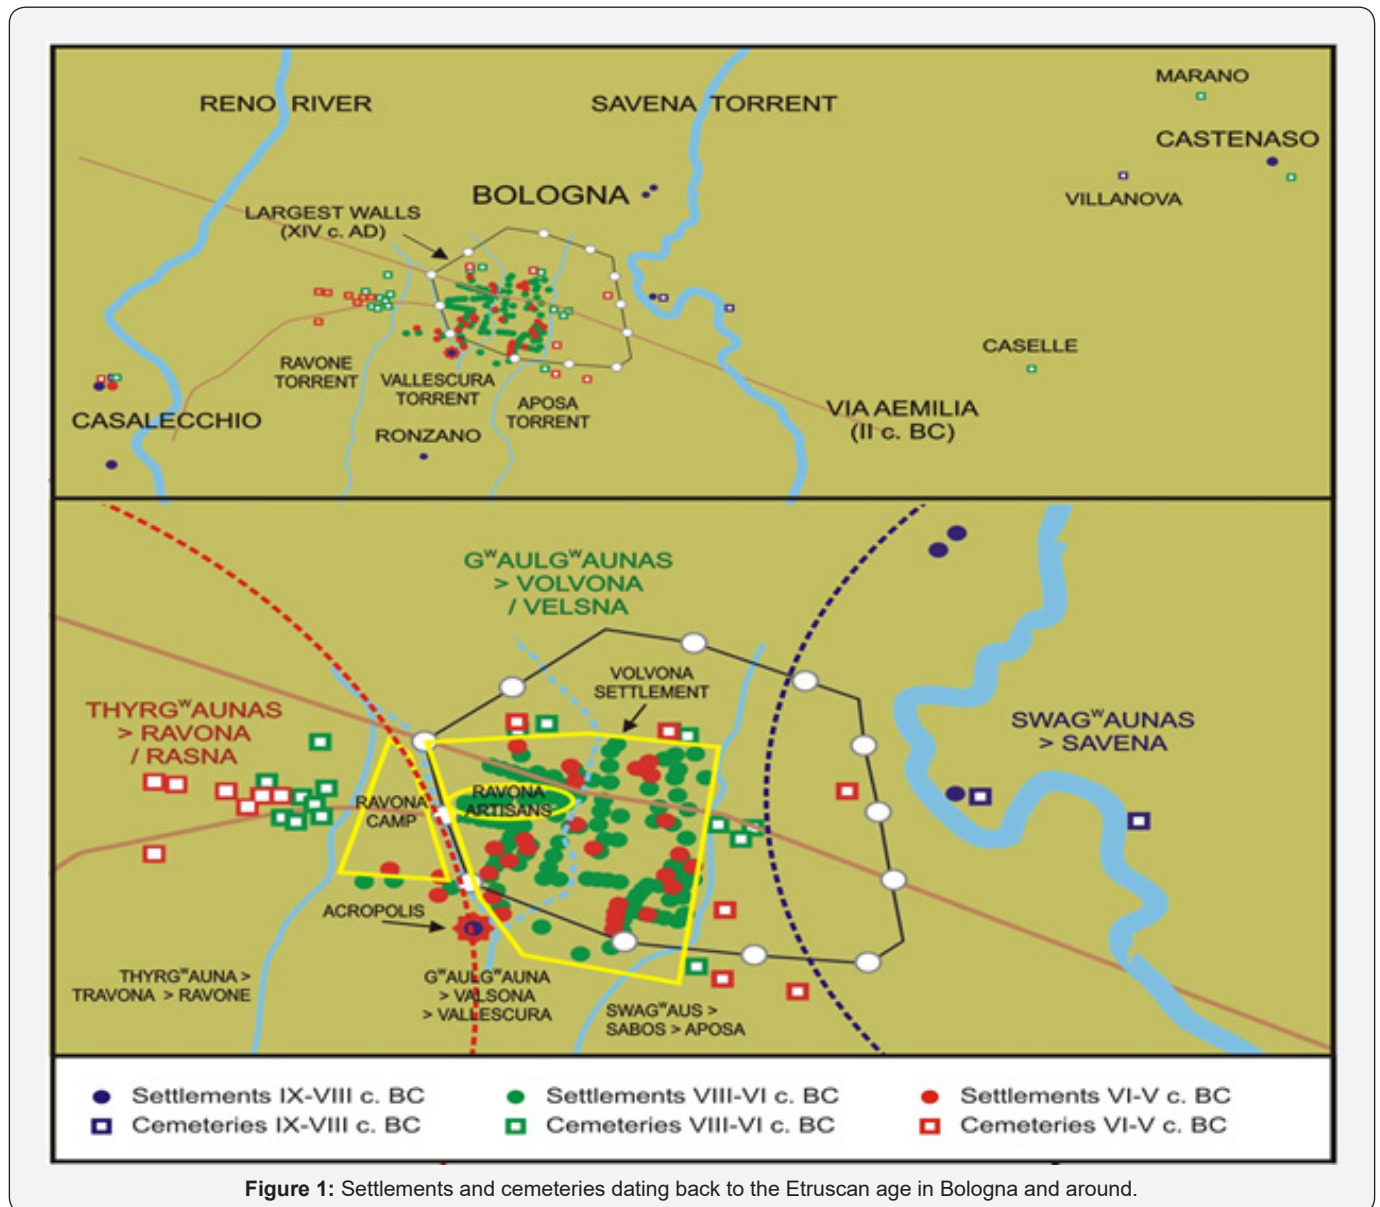 MARANO
RENO RIVER
SAVENA TORRENT
CASTENASO
BOLOGNA
VILLANOVA
LARGEST WALLS
(XIV c. AD)
CASELLE
RAVONE
TORRENT
VALLESCURA
TORRENT
APOSA
TORRENT
VIA AEMILIA
(II c. BC)
CASALECCHIO
RONZANO
GʷAULGʷAUNAS
> VOLVONA
/ VELSNA
VOLVONA
SETTLEMENT
THYRGʷAUNAS
> RAVONA
/ RASNA
SWAGʷAUNAS
> SAVENA
RAVONA
CAMP
RAVONA
ARTISANS
ACROPOLIS
THYRGʷAUNA >
TRAVONA > RAVONE
GʷAULGʷAUNA
> VALSONA
> VALLESCURA
SWAGʷAUS >
SABOS > APOSA
Settlements IX-VIII c. BC
Settlements VIII-VI c. BC
Settlements VI-V c. BC
Cemeteries IX-VIII c. BC
Cemeteries VIII-VI c. BC
Cemeteries VI-V c. BC
Figure 1: Settlements and cemeteries dating back to the Etruscan age in Bologna and around.